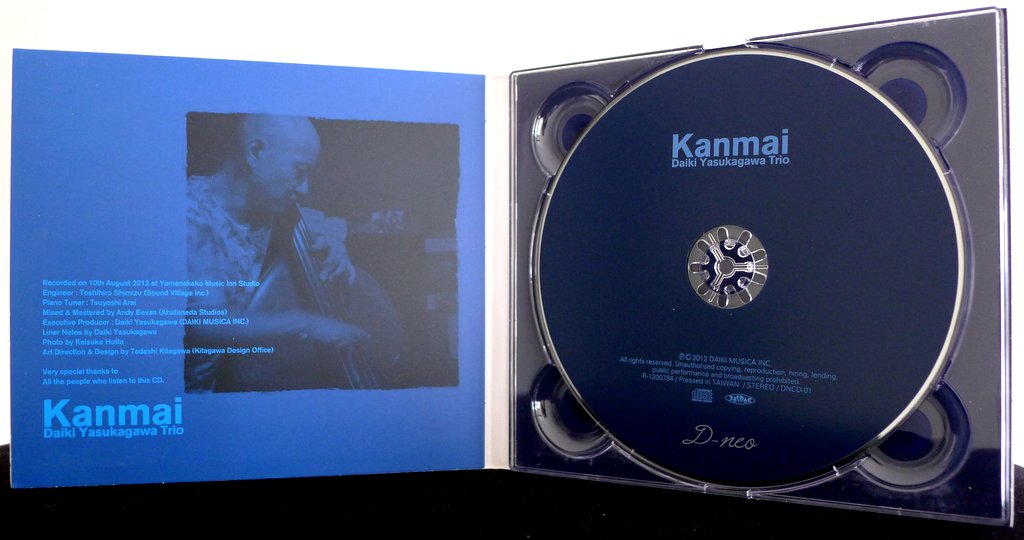 Recorded on 10th August 2012 at Yamanakako Music Inn Studio
Engineer : Toshihiro Shimizu (Sound Village Inc.)
Piano Tuner : Tsuyoshi Arai
Mixed & Mastered by Andy Bevan (Ahatanada Studios)
Executive Producer : Daiki Yasukagawa (DAIKI MUSICA INC.)
Liner Notes by Daiki Yasukagawa
Photo by Keisuke Hotta
Art Direction & Design by Tadashi Kitagawa (Kitagawa Design Office)
Very special thanks to
All the people who listen to this CD.
Kanmai
Daiki Yasukagawa Trio
Kanmai
Daiki Yasukagawa Trio
℗©2012 DAIKI MUSICA INC
All rights reserved. Unauthorized copying, reproduction, hiring, lending,
public performance and broadcasting prohibited.
R-1200784 / Pressed in TAIWAN / STEREO / DNCD-01
disc
JASRAC
D-neo